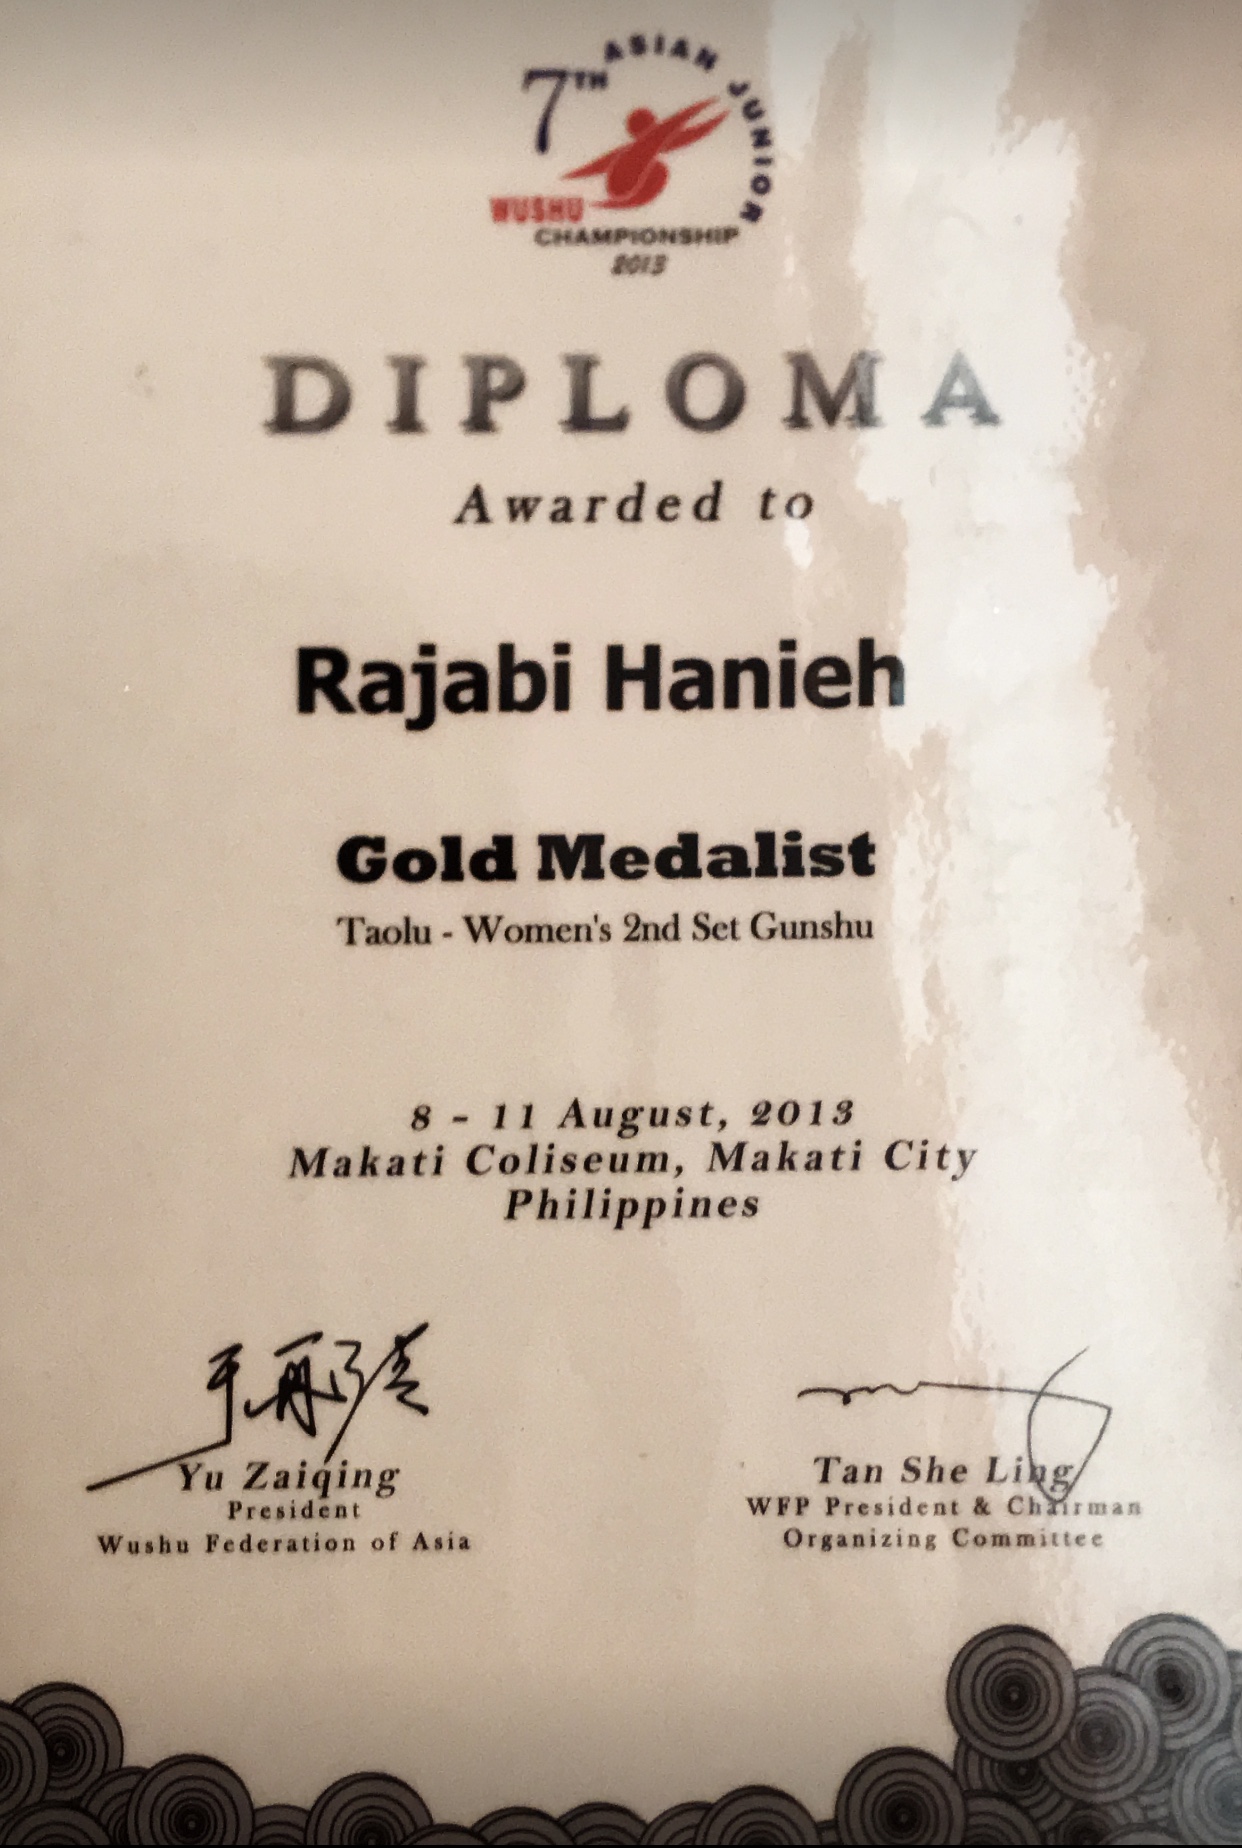 7TH ASIAN JUNIOR
WUSHU
CHAMPIONSHIP
2013
DIPLOMA
Awarded to
Rajabi Hanieh
Gold Medalist
Taolu - Women's 2nd Set Gunshu
8 - 11 August, 2013
Makati Coliseum, Makati City
Philippines
Yu Zaiqing
President
Wushu Federation of Asia
Tan She Ling
WFP President & Chairman
Organizing Committee